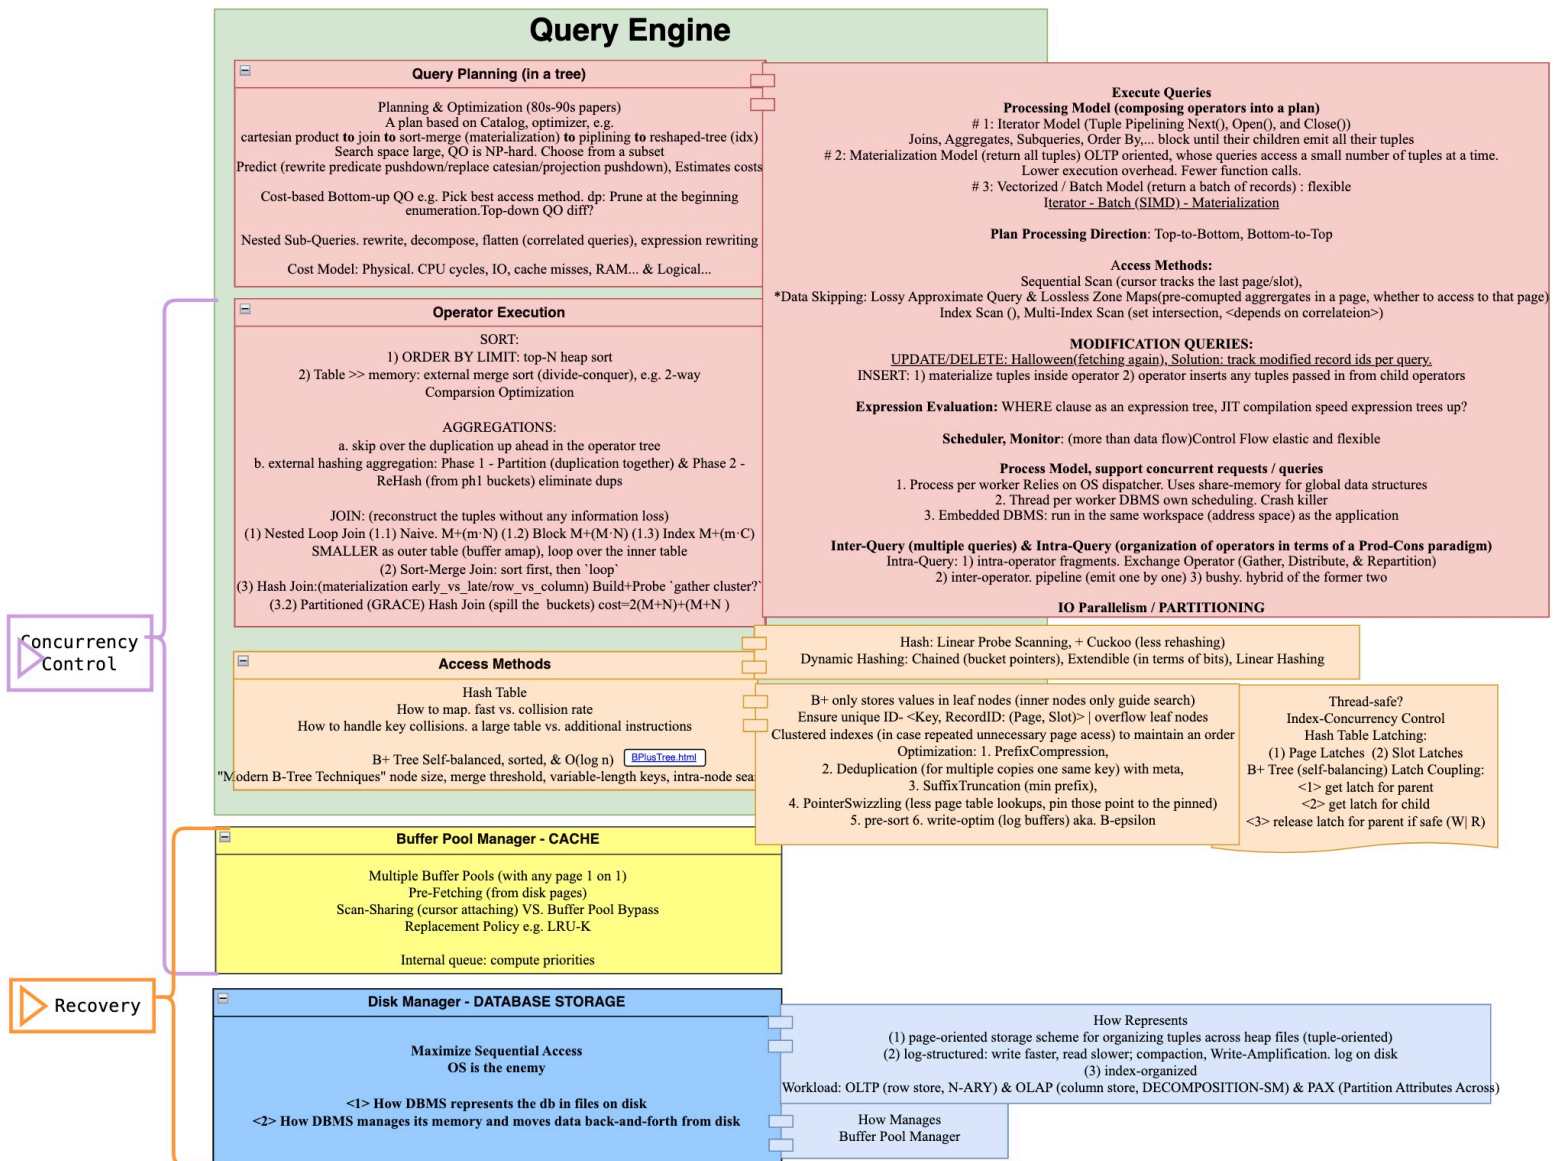 Query Engine
Query Planning (in a tree)
Planning & Optimization (80s-90s papers)
A plan based on Catalog, optimizer, e.g.
cartesian product to join to sort-merge (materialization) to piplining to reshaped-tree (idx)
Search space large, QO is NP-hard. Choose from a subset
Predict (rewrite predicate pushdown/replace catesian/projection pushdown), Estimates costs
Cost-based Bottom-up QO e.g. Pick best access method. dp: Prune at the beginning
enumeration.Top-down QO diff?
Nested Sub-Queries. rewrite, decompose, flatten (correlated queries), expression rewriting
Cost Model: Physical. CPU cycles, IO, cache misses, RAM... & Logical...
Operator Execution
SORT:
1) ORDER BY LIMIT: top-N heap sort
2) Table >> memory: external merge sort (divide-conquer), e.g. 2-way
Comparsion Optimization
AGGREGATIONS:
a. skip over the duplication up ahead in the operator tree
b. external hashing aggregation: Phase 1 - Partition (duplication together) & Phase 2 -
ReHash (from ph1 buckets) eliminate dups
JOIN: (reconstruct the tuples without any information loss)
(1) Nested Loop Join (1.1) Naive. M+(m·N) (1.2) Block M+(M·N) (1.3) Index M+(m·C)
SMALLER as outer table (buffer amap), loop over the inner table
(2) Sort-Merge Join: sort first, then `loop`
(3) Hash Join:(materialization early_vs_late/row_vs_column) Build+Probe `gather cluster?`
(3.2) Partitioned (GRACE) Hash Join (spill the buckets) cost=2(M+N)+(M+N )
Execute Queries
Processing Model (composing operators into a plan)
# 1: Iterator Model (Tuple Pipelining Next(), Open(), and Close())
Joins, Aggregates, Subqueries, Order By,... block until their children emit all their tuples
# 2: Materialization Model (return all tuples) OLTP oriented, whose queries access a small number of tuples at a time.
Lower execution overhead. Fewer function calls.
# 3: Vectorized / Batch Model (return a batch of records) : flexible
Iterator - Batch (SIMD) - Materialization
Plan Processing Direction: Top-to-Bottom, Bottom-to-Top
Access Methods:
Sequential Scan (cursor tracks the last page/slot),
*Data Skipping: Lossy Approximate Query & Lossless Zone Maps(pre-comupted aggrergates in a page, whether to access to that page)
Index Scan (), Multi-Index Scan (set intersection, <depends on correlateion>)
MODIFICATION QUERIES:
UPDATE/DELETE: Halloween(fetching again), Solution: track modified record ids per query.
INSERT: 1) materialize tuples inside operator 2) operator inserts any tuples passed in from child operators
Expression Evaluation: WHERE clause as an expression tree, JIT compilation speed expression trees up?
Scheduler, Monitor: (more than data flow)Control Flow elastic and flexible
Process Model, support concurrent requests / queries
1. Process per worker Relies on OS dispatcher. Uses share-memory for global data structures
2. Thread per worker DBMS own scheduling. Crash killer
3. Embedded DBMS: run in the same workspace (address space) as the application
Inter-Query (multiple queries) & Intra-Query (organization of operators in terms of a Prod-Cons paradigm)
Intra-Query: 1) intra-operator fragments. Exchange Operator (Gather, Distribute, & Repartition)
2) inter-operator. pipeline (emit one by one) 3) bushy. hybrid of the former two
IO Parallelism / PARTITIONING
Concurrency
Control
Access Methods
Hash Table
How to map. fast vs. collision rate
How to handle key collisions. a large table vs. additional instructions
B+ Tree Self-balanced, sorted, & O(log n) BPlusTree.html
"Modern B-Tree Techniques" node size, merge threshold, variable-length keys, intra-node
Hash: Linear Probe Scanning, + Cuckoo (less rehashing)
Dynamic Hashing: Chained (bucket pointers), Extendible (in terms of bits), Linear Hashing
B+ only stores values in leaf nodes (inner nodes only guide search)
Ensure unique ID- <Key, RecordID: (Page, Slot)> | overflow leaf nodes
Clustered indexes (in case repeated unnecessary page acess) to maintain an order
Optimization: 1. PrefixCompression,
2. Deduplication (for multiple copies one same key) with meta,
3. SuffixTruncation (min prefix),
4. PointerSwizzling (less page table lookups, pin those point to the pinned)
5. pre-sort 6. write-optim (log buffers) aka. B-epsilon
Thread-safe?
Index-Concurrency Control
Hash Table Latching:
(1) Page Latches (2) Slot Latches
B+ Tree (self-balancing) Latch Coupling:
<1> get latch for parent
<2> get latch for child
<3> release latch for parent if safe (W| R)
Buffer Pool Manager - CACHE
Multiple Buffer Pools (with any page 1 on 1)
Pre-Fetching (from disk pages)
Scan-Sharing (cursor attaching) VS. Buffer Pool Bypass
Replacement Policy e.g. LRU-K
Internal queue: compute priorities
Recovery
Disk Manager - DATABASE STORAGE
Maximize Sequential Access
OS is the enemy
<1> How DBMS represents the db in files on disk
<2> How DBMS manages its memory and moves data back-and-forth from disk
How Represents
(1) page-oriented storage scheme for organizing tuples across heap files (tuple-oriented)
(2) log-structured: write faster, read slower; compaction, Write-Amplification. log on disk
(3) index-organized
Workload: OLTP (row store, N-ARY) & OLAP (column store, DECOMPOSITION-SM) & PAX (Partition Attributes Across)
How Manages
Buffer Pool Manager